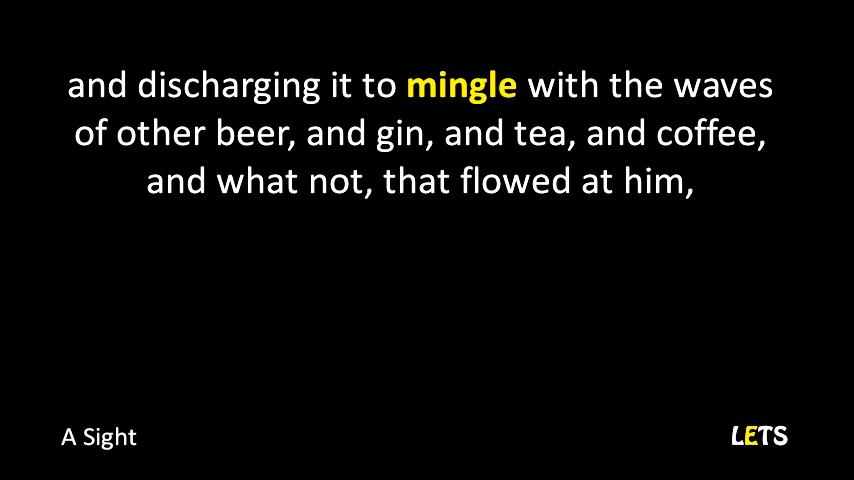 and discharging it to mingle with the waves
of other beer, and gin, and tea, and coffee,
and what not, that flowed at him,
A Sight
LETS